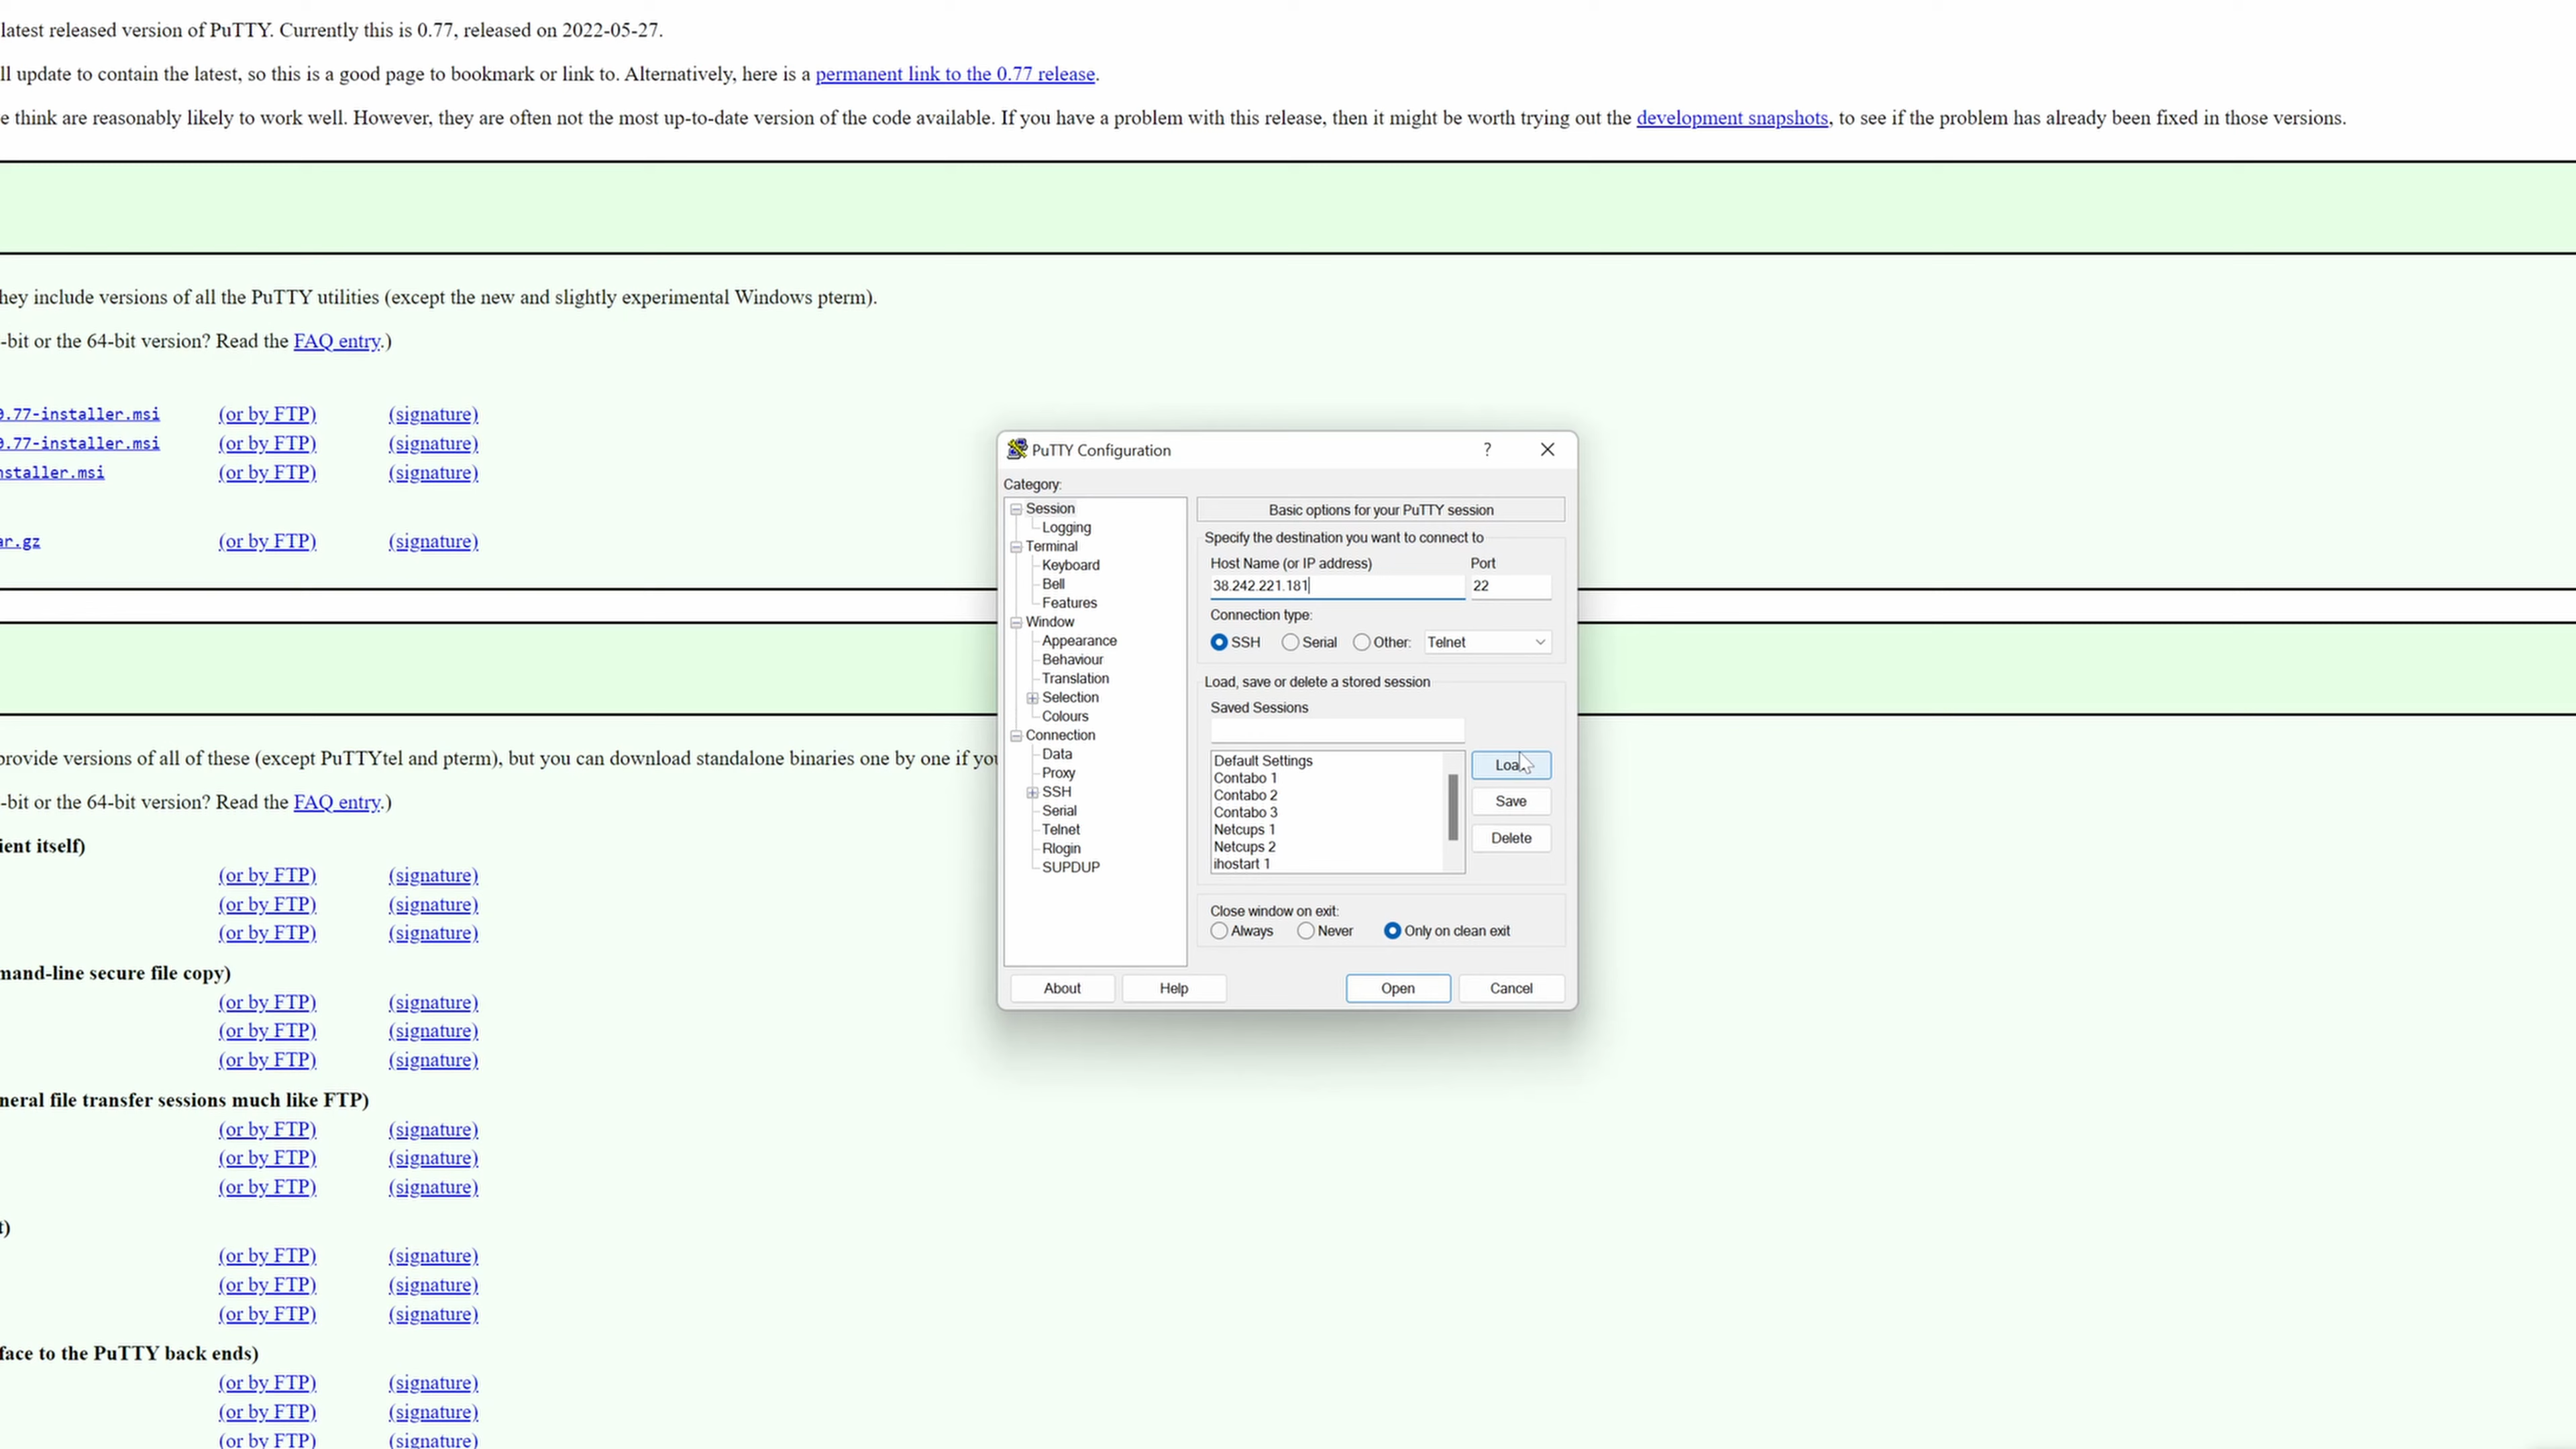 latest released version of PuTTY. Currently this is 0.77, released on 2022-05-27.
ll update to contain the latest, so this is a good page to bookmark or link to. Alternatively, here is a permanent link to the 0.77 release.
e think are reasonably likely to work well. However, they are often not the most up-to-date version of the code available. If you have a problem with this release, then it might be worth trying out the development snapshots, to see if the problem has already been fixed in those versions.
hey include versions of all the PuTTY utilities (except the new and slightly experimental Windows pterm).
-bit or the 64-bit version? Read the FAQ entry.)
0.77-installer.msi (or by FTP) (signature)
0.77-installer.msi (or by FTP) (signature)
nstaller.msi (or by FTP) (signature)
ar.gz (or by FTP) (signature)
provide versions of all of these (except PuTTYtel and pterm), but you can download standalone binaries one by one if you
-bit or the 64-bit version? Read the FAQ entry.)
ient itself)
(or by FTP) (signature)
(or by FTP) (signature)
(or by FTP) (signature)
mand-line secure file copy)
(or by FTP) (signature)
(or by FTP) (signature)
(or by FTP) (signature)
neral file transfer sessions much like FTP)
(or by FTP) (signature)
(or by FTP) (signature)
(or by FTP) (signature)
t)
(or by FTP) (signature)
(or by FTP) (signature)
(or by FTP) (signature)
face to the PuTTY back ends)
(or by FTP) (signature)
(or by FTP) (signature)
(or by FTP) (signature)
PuTTY Configuration ?
Category:
Session
Logging
Terminal
Keyboard
Bell
Features
Window
Appearance
Behaviour
Translation
Selection
Colours
Connection
Data
Proxy
SSH
Serial
Telnet
Rlogin
SUPDUP
Basic options for your PuTTY session
Specify the destination you want to connect to
Host Name (or IP address) Port
38.242.221.181 22
Connection type:
SSH Serial Other: Telnet
Load, save or delete a stored session
Saved Sessions
Default Settings
Contabo 1
Contabo 2
Contabo 3
Netcups 1
Netcups 2
ihostart 1
Load
Save
Delete
Close window on exit:
Always Never Only on clean exit
About Help Open Cancel